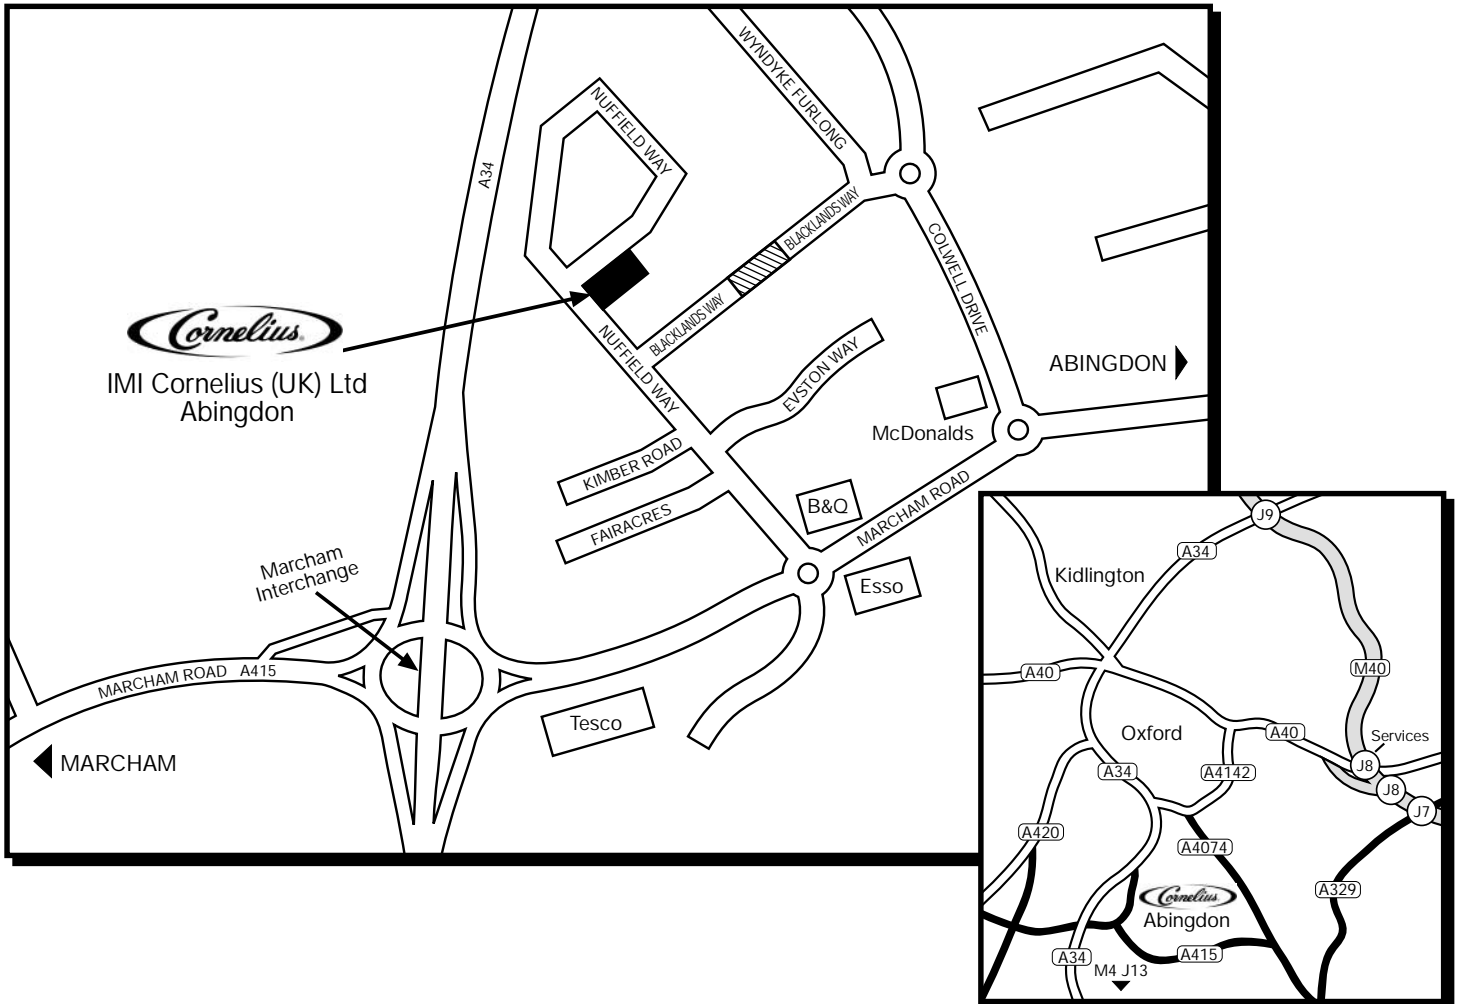 WYNDYKE FURLONG
NUFFIELD WAY
A34
BLACKLANDS WAY
COLWELL DRIVE
BLACKLANDS WAY
Cornelius
IMI Cornelius (UK) Ltd
Abingdon
NUFFIELD WAY
EVSTON WAY
ABINGDON
McDonalds
KIMBER ROAD
FAIRACRES
B&Q
MARCHAM ROAD
Marcham
Interchange
Esso
MARCHAM ROAD A415
Tesco
MARCHAM
J9
A34
Kidlington
M40
A40
Oxford
A40
Services
A34
A4142
J8
J8
J7
A420
A4074
A329
Cornelius
Abingdon
A34
A415
M4 J13